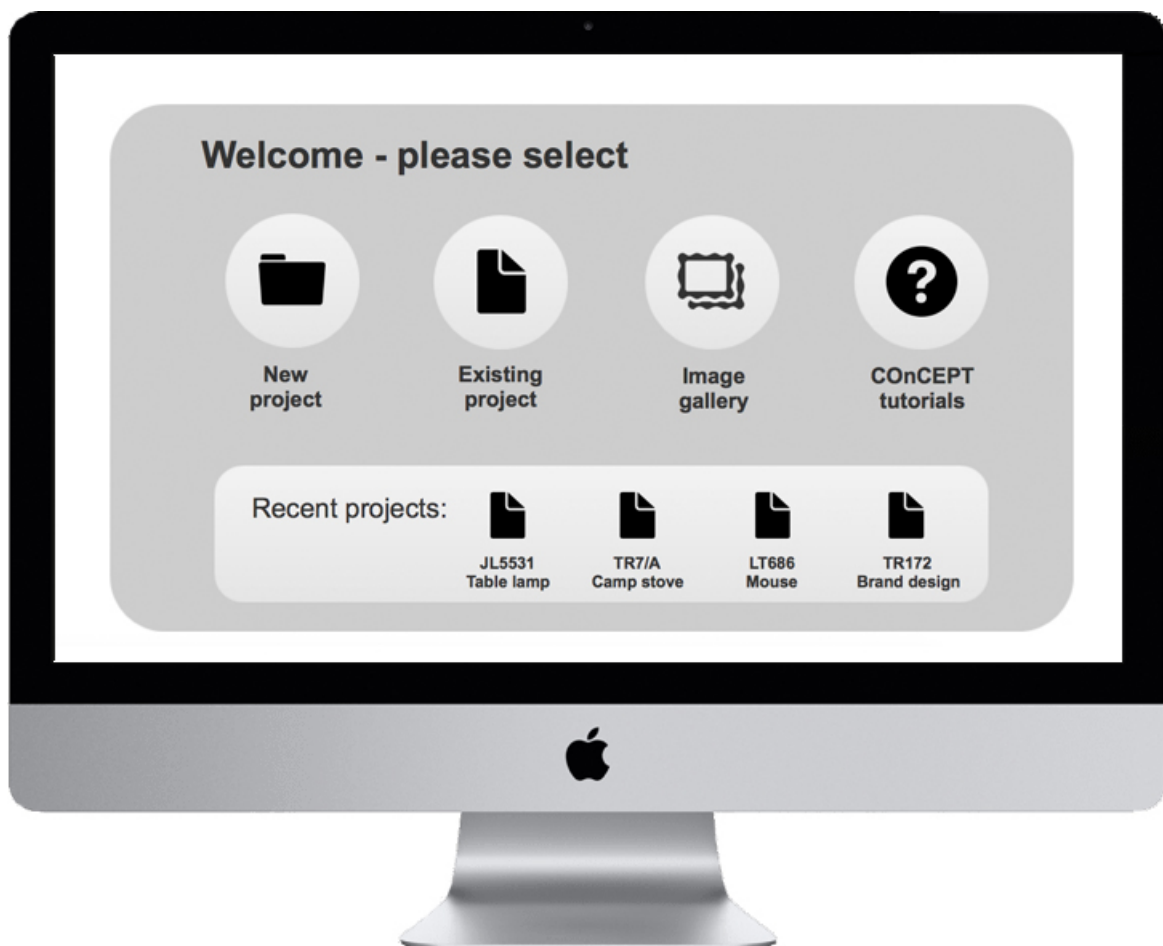 Welcome - please select
New
project
Existing
project
Image
gallery
COnCEPT
tutorials
Recent projects:
JL5531
Table lamp
TR7/A
Camp stove
LT686
Mouse
TR172
Brand design